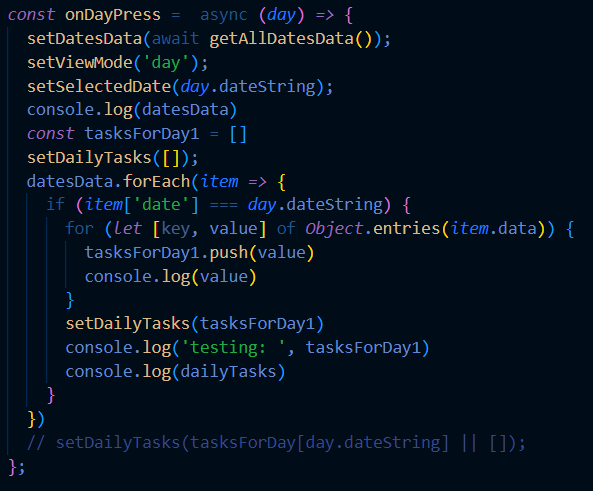 const onDayPress =  async (day) => {
  setDatesData(await getAllDatesData());
  setViewMode('day');
  setSelectedDate(day.dateString);
  console.log(datesData)
  const tasksForDay1 = []
  setDailyTasks([]);
  datesData.forEach(item => {
    if (item['date'] === day.dateString) {
      for (let [key, value] of Object.entries(item.data)) {
        tasksForDay1.push(value)
        console.log(value)
      }
      setDailyTasks(tasksForDay1)
      console.log('testing: ', tasksForDay1)
      console.log(dailyTasks)
    }
  })
  // setDailyTasks(tasksForDay[day.dateString] || []);
};